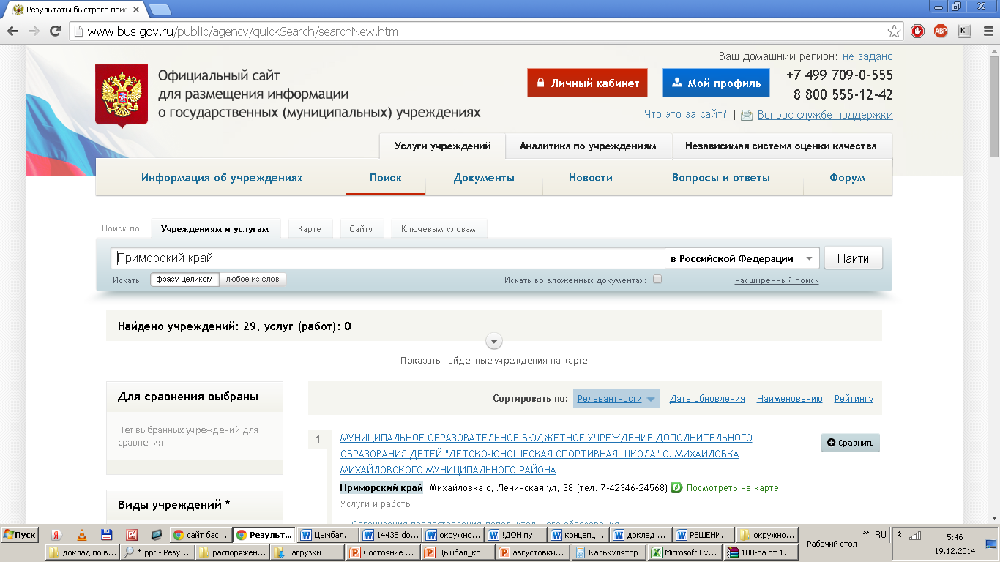 Результаты быстрого поис
www.bus.gov.ru/public/agency/quickSearch/searchNew.html
ABP
K
Ваш домашний регион: не задано
Официальный сайт
для размещения информации
о государственных (муниципальных) учреждениях
Личный кабинет
Мой профиль
+7 499 709-0-555
8 800 555-12-42
Что это за сайт? | Вопрос службе поддержки
Услуги учреждений
Аналитика по учреждениям
Независимая система оценки качества
Информация об учреждениях
Поиск
Документы
Новости
Вопросы и ответы
Форум
Поиск по
Учреждениям и услугам
Карте
Сайту
Ключевым словам
Приморский край
в Российской Федерации
Найти
Искать:
фразу целиком
любое из слов
Искать во вложенных документах:
Расширенный поиск
Найдено учреждений: 29, услуг (работ): 0
Показать найденные учреждения на карте
Для сравнения выбраны
Нет выбранных учреждений для
сравнения
Виды учреждений *
Сортировать по: Релевантности Дате обновления Наименованию Рейтингу
1
МУНИЦИПАЛЬНОЕ ОБРАЗОВАТЕЛЬНОЕ БЮДЖЕТНОЕ УЧРЕЖДЕНИЕ ДОПОЛНИТЕЛЬНОГО
ОБРАЗОВАНИЯ ДЕТЕЙ "ДЕТСКО-ЮНОШЕСКАЯ СПОРТИВНАЯ ШКОЛА" С. МИХАЙЛОВКА
МИХАЙЛОВСКОГО МУНИЦИПАЛЬНОГО РАЙОНА
Сравнить
Приморский край, Михайловка с, Ленинская ул, 38 (тел. 7-42346-24568) Посмотреть на карте
Услуги и работы
Организация предоставления дополнительного образования
Пуск
сайт бас...
Результ...
Цымбал...
14435.do...
окружно...
!ДОН пу...
концепц...
доклад ...
РЕШЕНИ...
окружно...
доклад по в...
*.ppt - Резу...
распоряжен...
Загрузки
Состояние ...
Цымбал_ко...
августовки...
Калькулятор
Microsoft Ex...
180-па от 1...
Рабочий стол
»
RU
5:46
19.12.2014